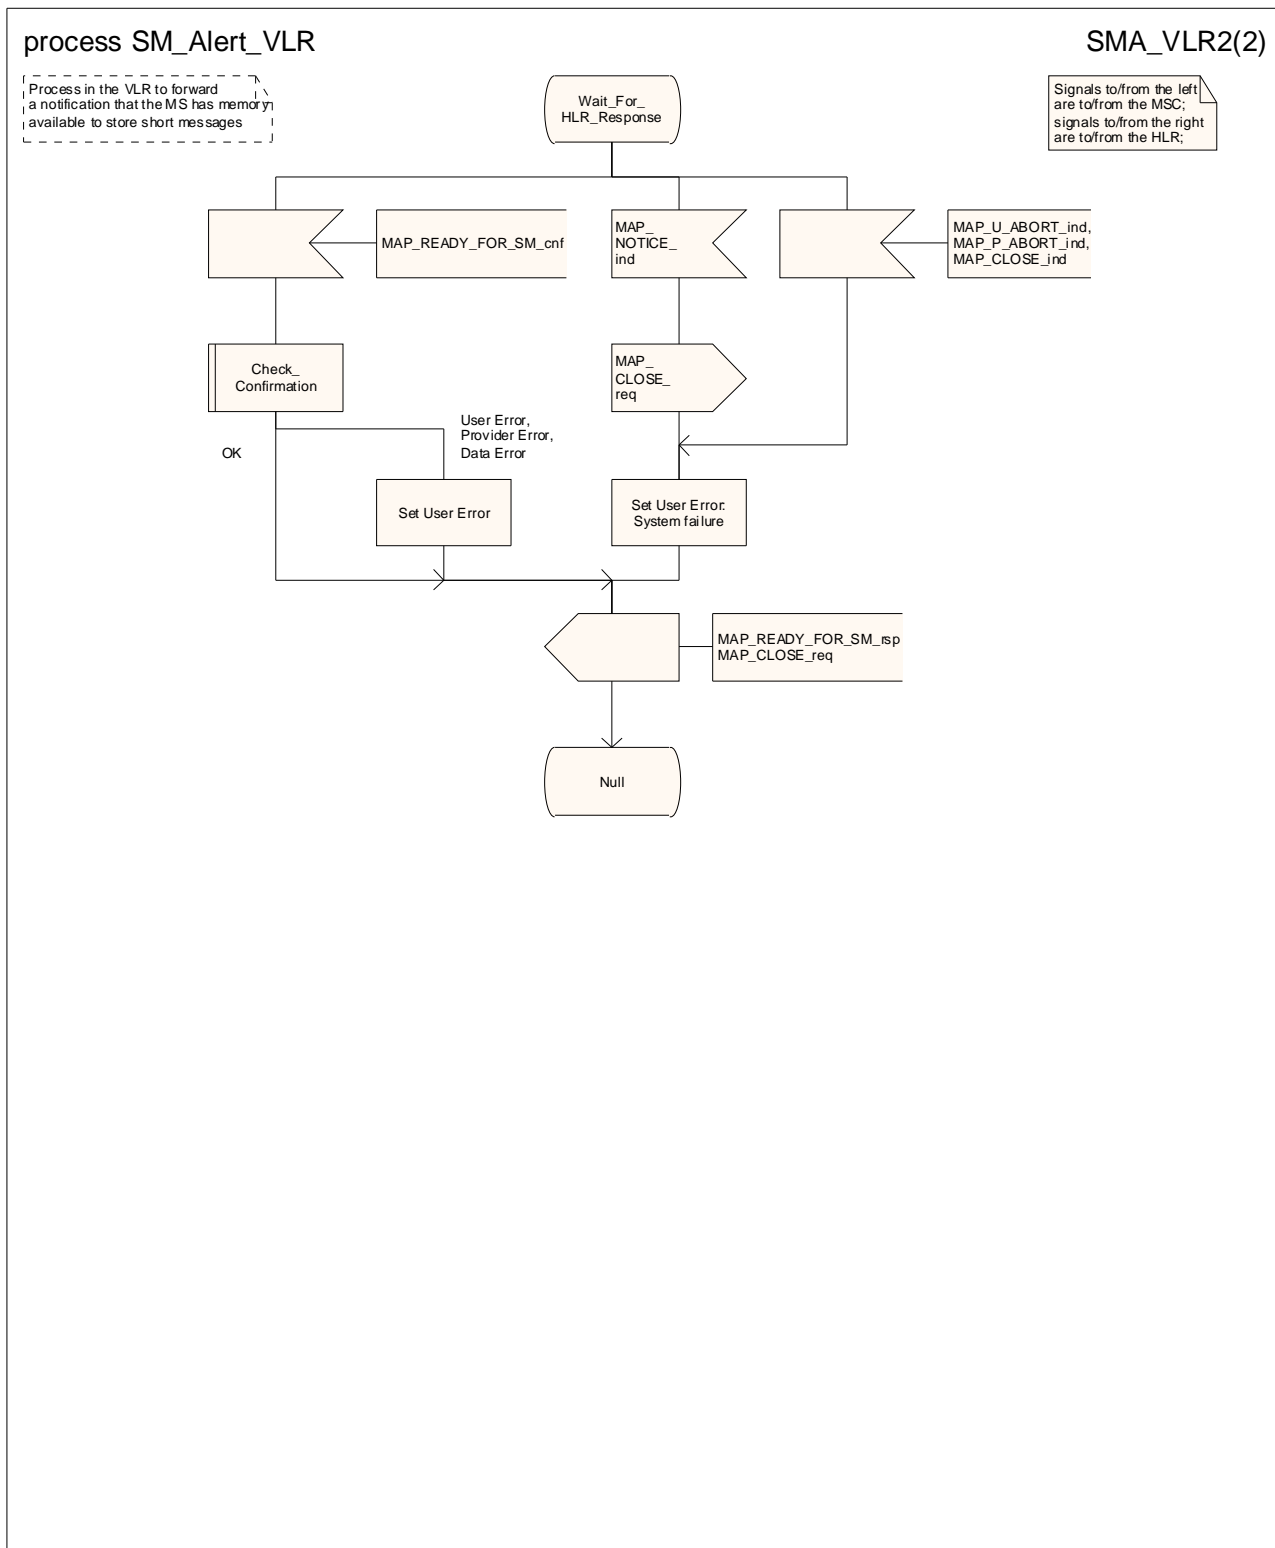 process SM_Alert_VLR
SMA_VLR2(2)
Process in the VLR to forward
a notification that the MS has memory
available to store short messages
Wait_For_
HLR_Response
Signals to/from the left
are to/from the MSC;
signals to/from the right
are to/from the HLR;
MAP_READY_FOR_SM_cnf
MAP_
NOTICE_
ind
MAP_U_ABORT_ind,
MAP_P_ABORT_ind,
MAP_CLOSE_ind
Check_
Confirmation
MAP_
CLOSE_
req
OK
User Error,
Provider Error,
Data Error
Set User Error
Set User Error:
System failure
MAP_READY_FOR_SM_rsp
MAP_CLOSE_req
Null